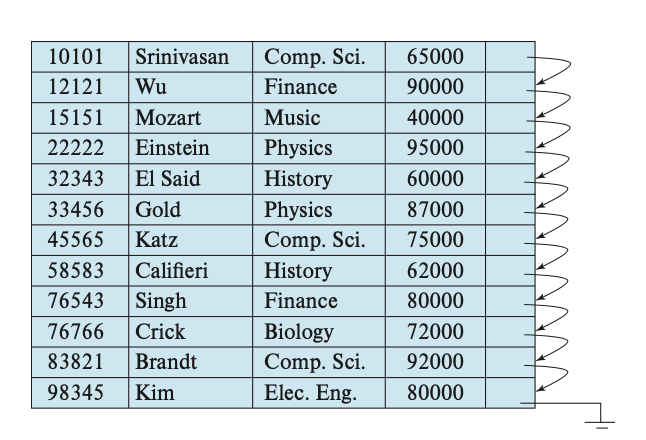 10101 Srinivasan Comp. Sci. 65000
12121 Wu Finance 90000
15151 Mozart Music 40000
22222 Einstein Physics 95000
32343 El Said History 60000
33456 Gold Physics 87000
45565 Katz Comp. Sci. 75000
58583 Califieri History 62000
76543 Singh Finance 80000
76766 Crick Biology 72000
83821 Brandt Comp. Sci. 92000
98345 Kim Elec. Eng. 80000